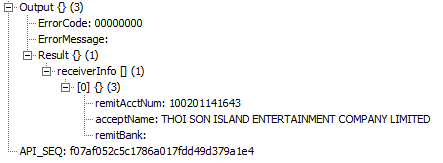 Output {} (3)
ErrorCode: 00000000
ErrorMessage:
Result {} (1)
receiverInfo [] (1)
[0] {} (3)
remitAcctNum: 100201141643
acceptName: THOI SON ISLAND ENTERTAINMENT COMPANY LIMITED
remitBank:
API_SEQ: f07af052c5c1786a017fdd49d379a1e4